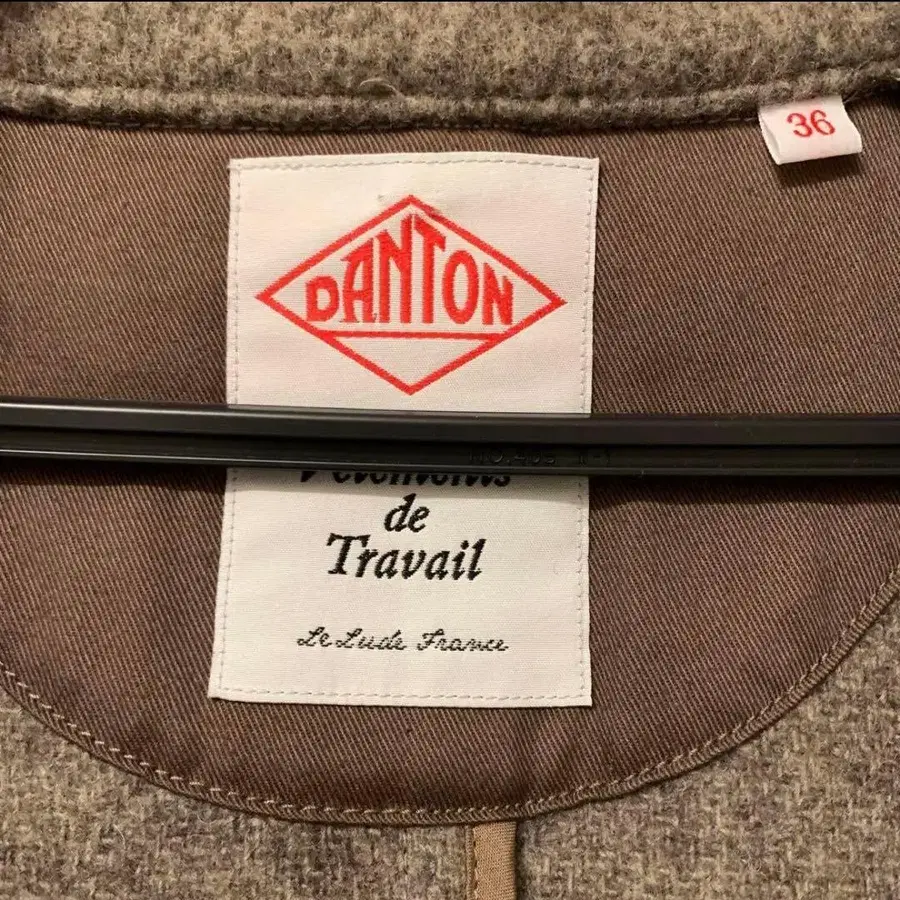 36
DANTON
de
Travail
Le Lude France